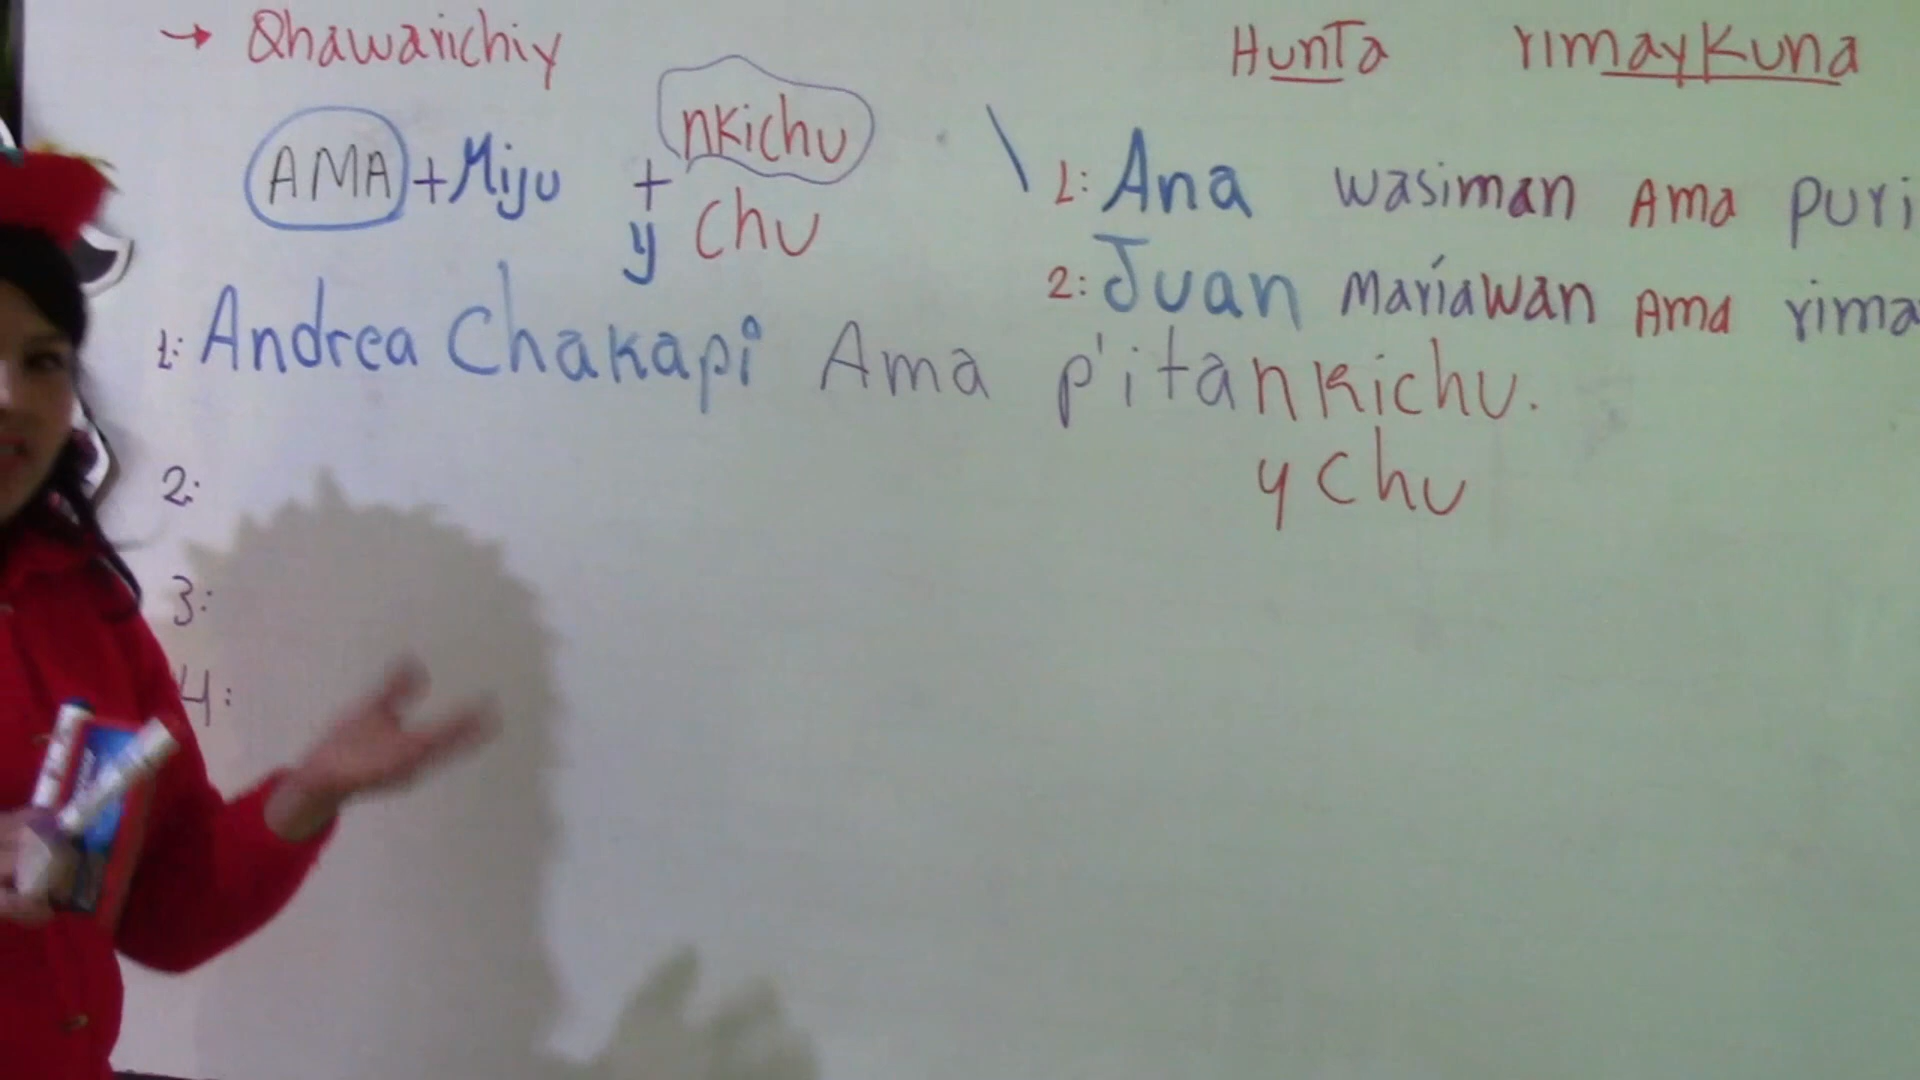 → Qhawarichiy
AMA + Miju + nkichu
y chu
1: Andrea Chakapi Ama p'itankichu.
ychu
2:
3:
4:
Hunta rimaykuna
1: Ana wasiman Ama puri
2: Juan Maríawan Ama rima